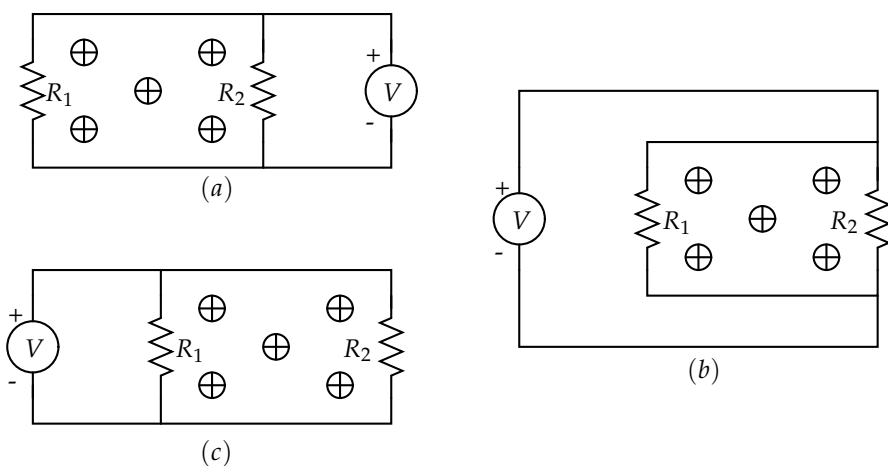 +
R1 R2 V
-
(a)
+
R1 R2
V
-
(b)
+
V R1 R2
-
(c)